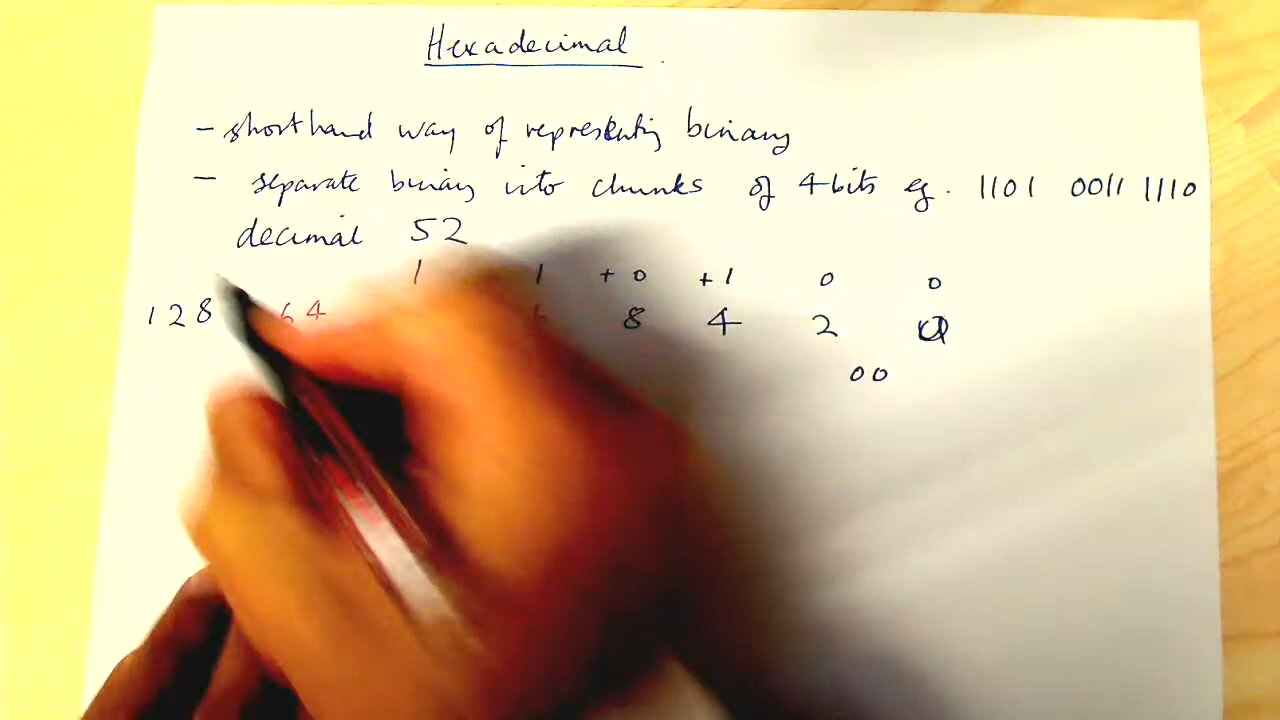 Hexadecimal
- shorthand way of representing binary
- separate binary into chunks of 4 bits eg. 1101 0011 1110
decimal 52
1 1 + 0 + 1 0 0
128 64 8 4 2
00